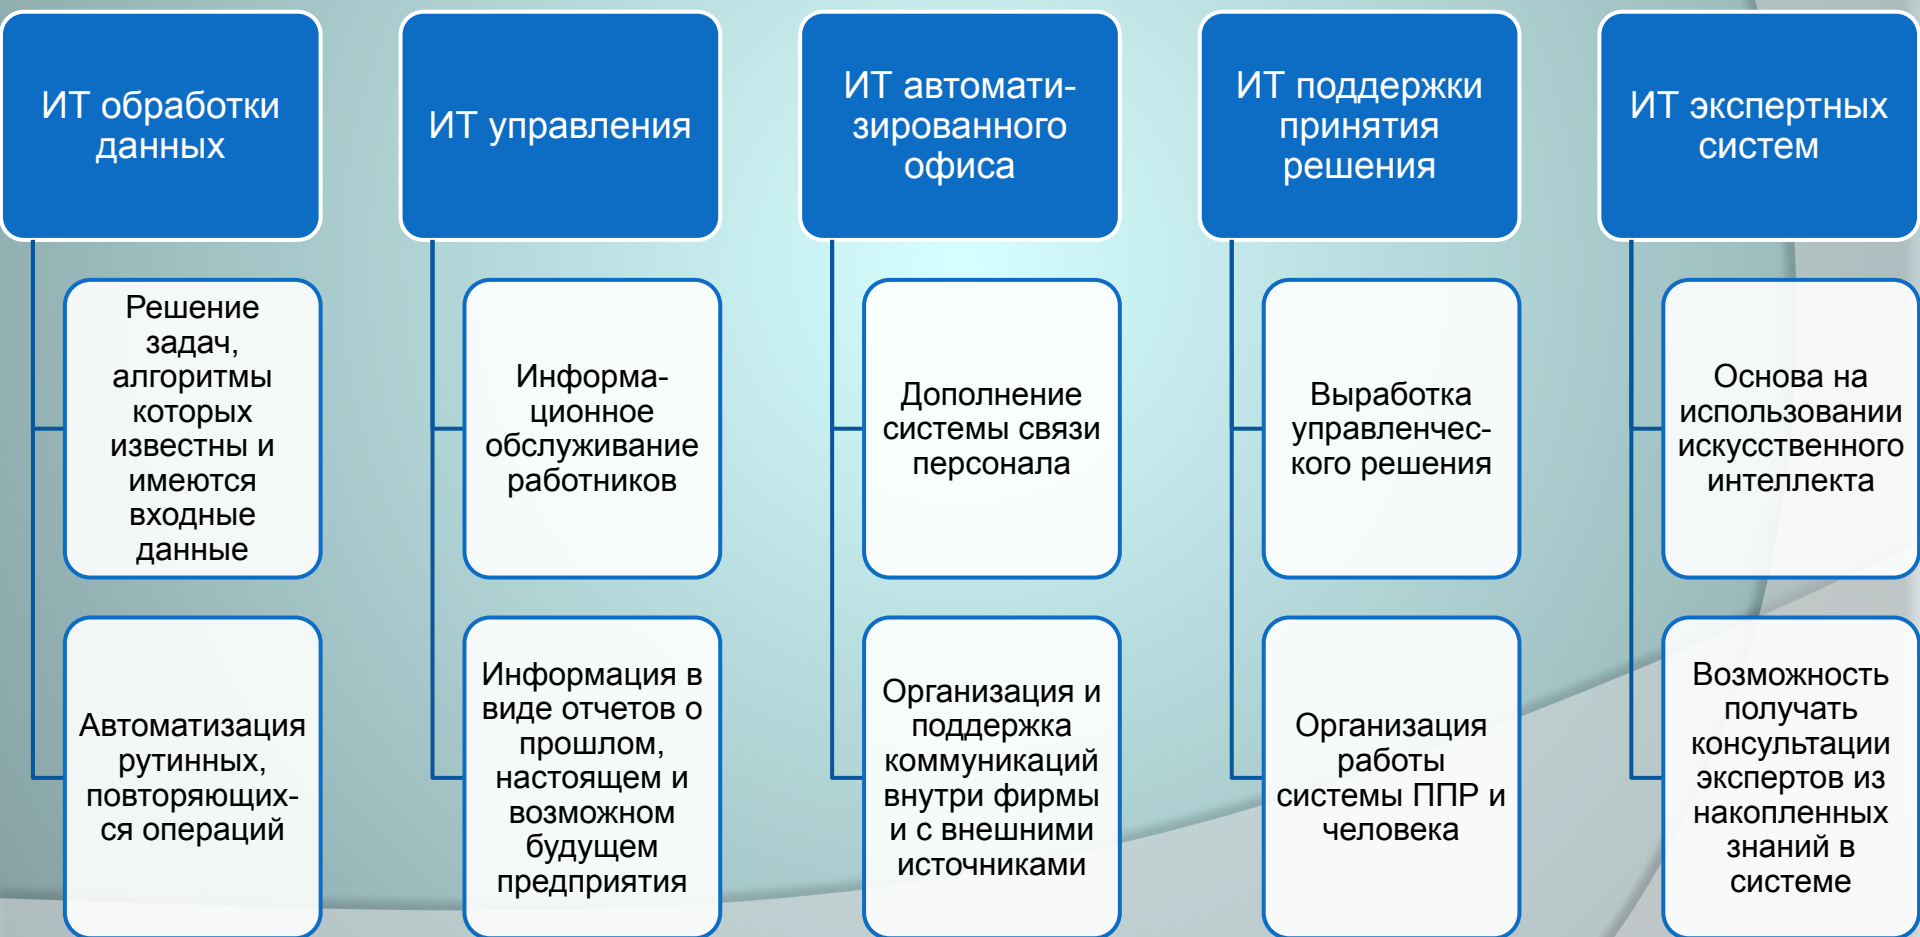 ИТ обработки
данных
Решение
задач,
алгоритмы
которых
известны и
имеются
входные
данные
Автоматизация
рутинных,
повторяющих-
ся операций
ИТ управления
Информа-
ционное
обслуживание
работников
Информация в
виде отчетов о
прошлом,
настоящем и
возможном
будущем
предприятия
ИТ автомати-
зированного
офиса
Дополнение
системы связи
персонала
Организация и
поддержка
коммуникаций
внутри фирмы
и с внешними
источниками
ИТ поддержки
принятия
решения
Выработка
управленчес-
кого решения
Организация
работы
системы ППР и
человека
ИТ экспертных
систем
Основа на
использовании
искусственного
интеллекта
Возможность
получать
консультации
экспертов из
накопленных
знаний в
системе